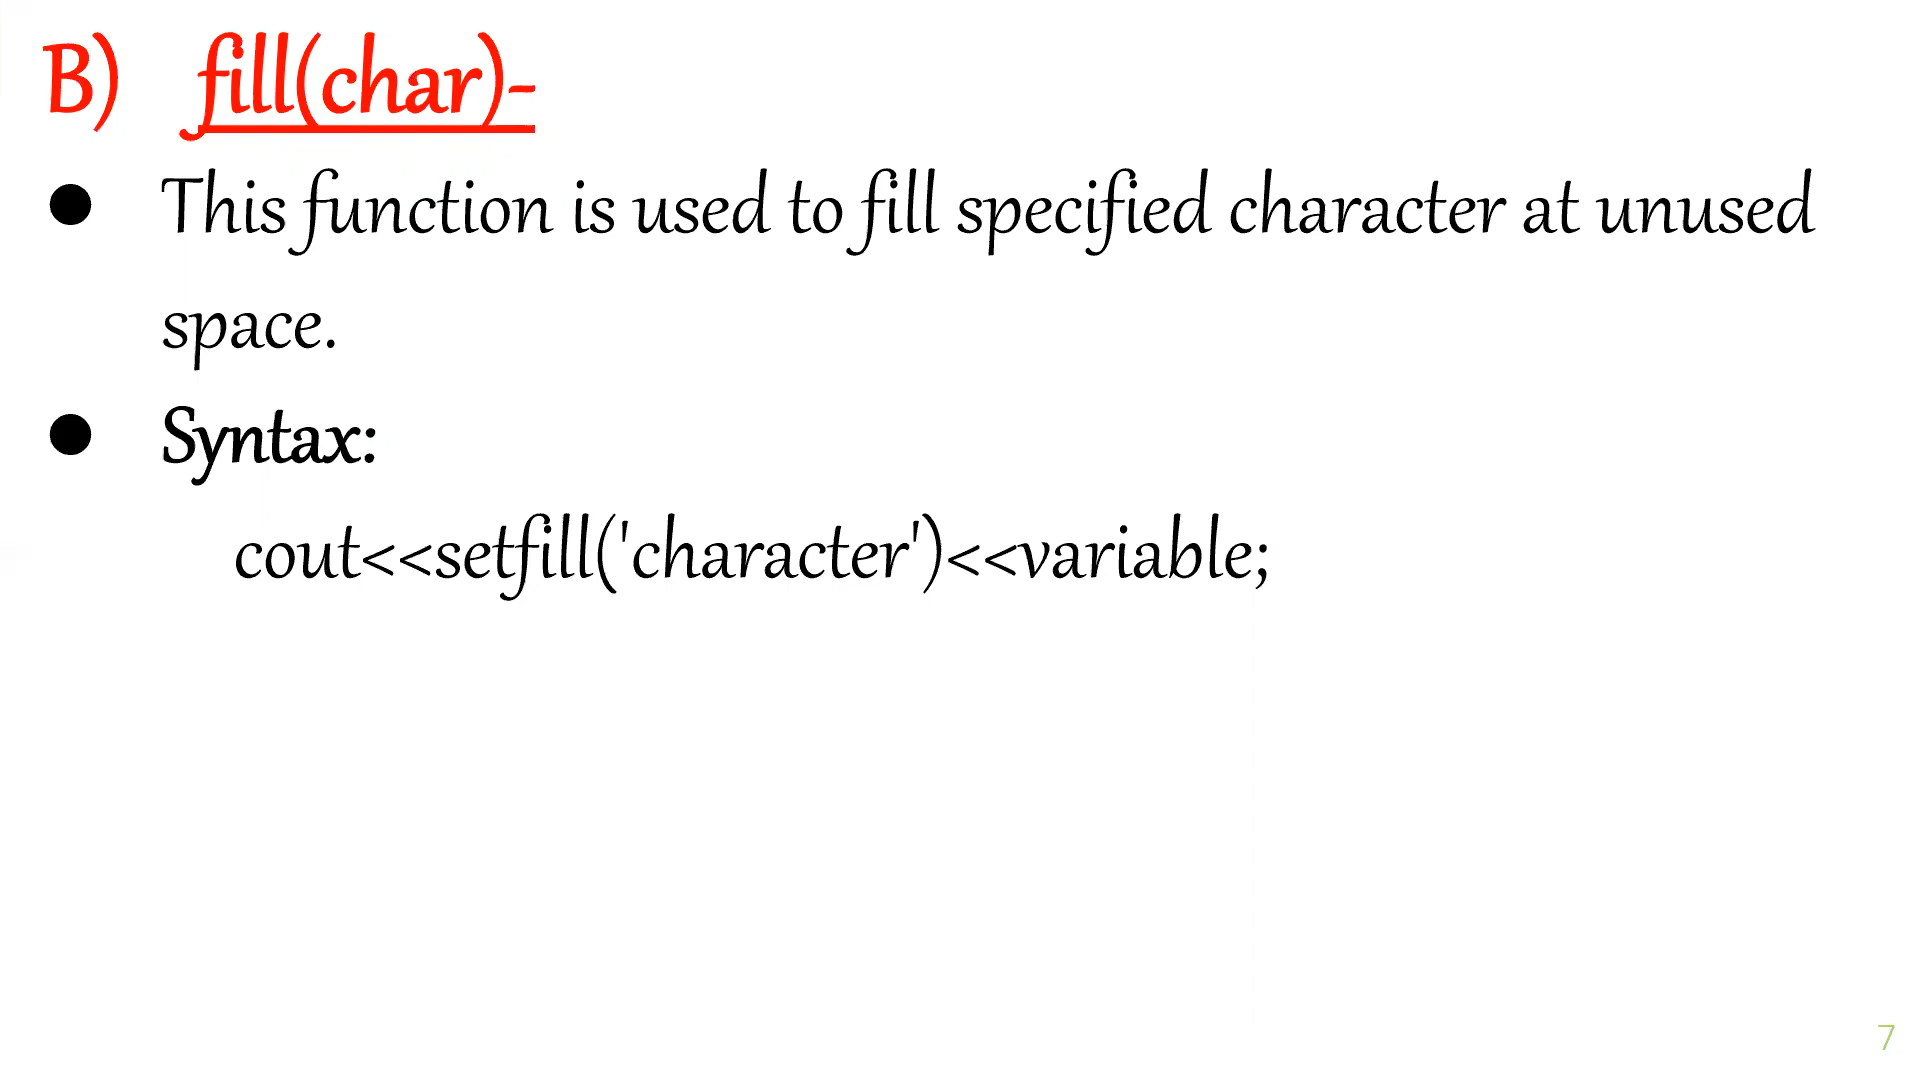 B) fill(char)-
● This function is used to fill specified character at unused
space.
● Syntax:
cout<<setfill('character')<<variable;
7